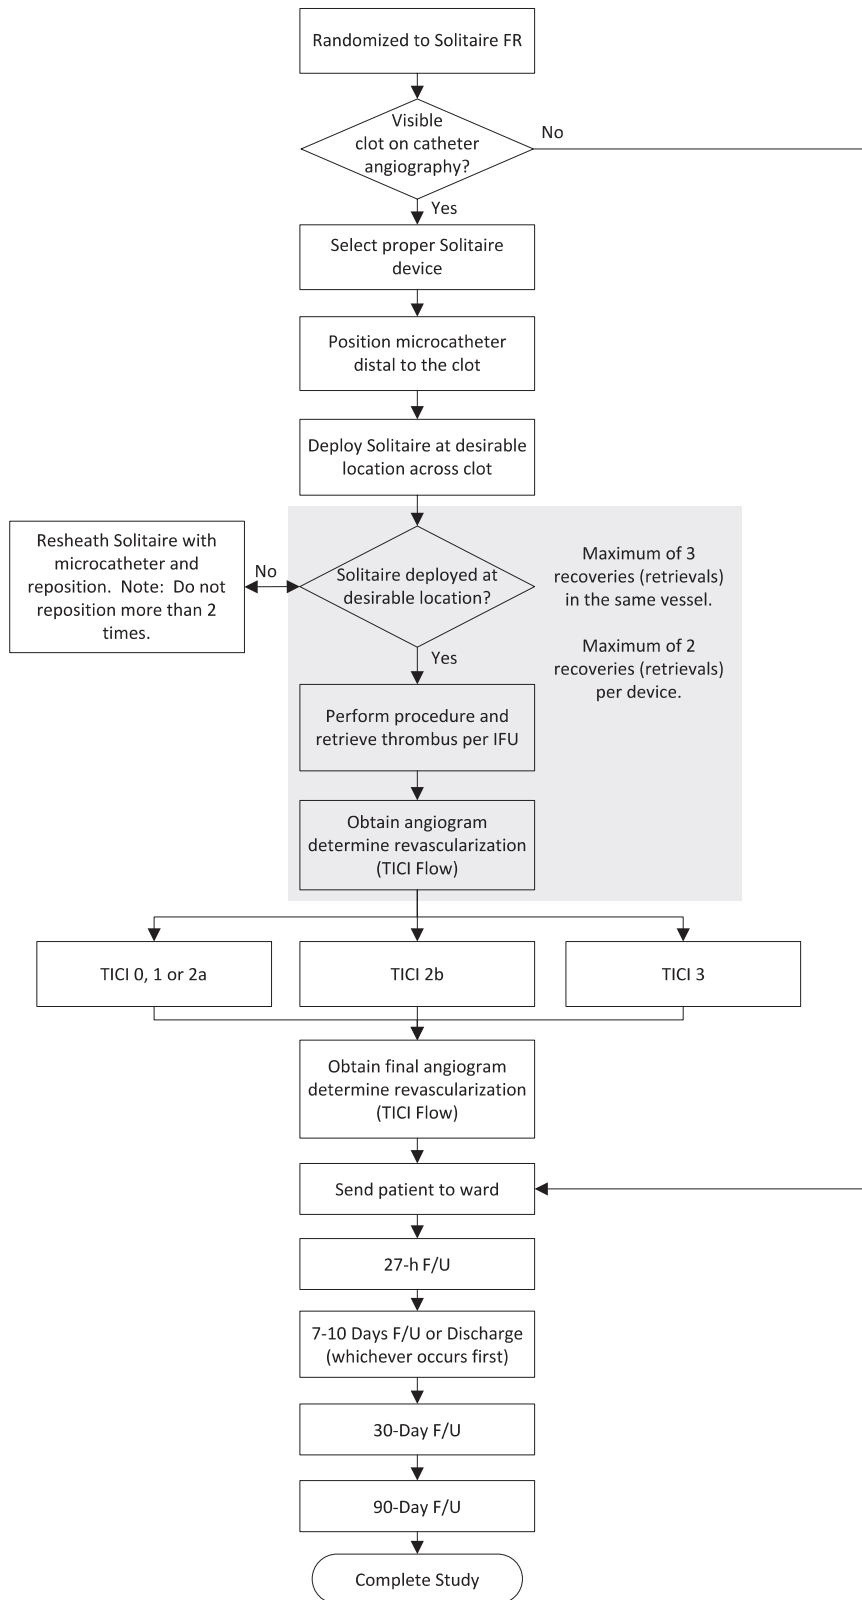 Randomized to Solitaire FR
Visible
clot on catheter
angiography?
No
Yes
Select proper Solitaire
device
Position microcatheter
distal to the clot
Deploy Solitaire at desirable
location across clot
Resheath Solitaire with
microcatheter and
reposition.  Note:  Do not
reposition more than 2
times.
No
Solitaire deployed at
desirable location?
Maximum of 3
recoveries (retrievals)
in the same vessel.
Maximum of 2
recoveries (retrievals)
per device.
Yes
Perform procedure and
retrieve thrombus per IFU
Obtain angiogram
determine revascularization
(TICI Flow)
TICI 0, 1 or 2a
TICI 2b
TICI 3
Obtain final angiogram
determine revascularization
(TICI Flow)
Send patient to ward
27-h F/U
7-10 Days F/U or Discharge
(whichever occurs first)
30-Day F/U
90-Day F/U
Complete Study